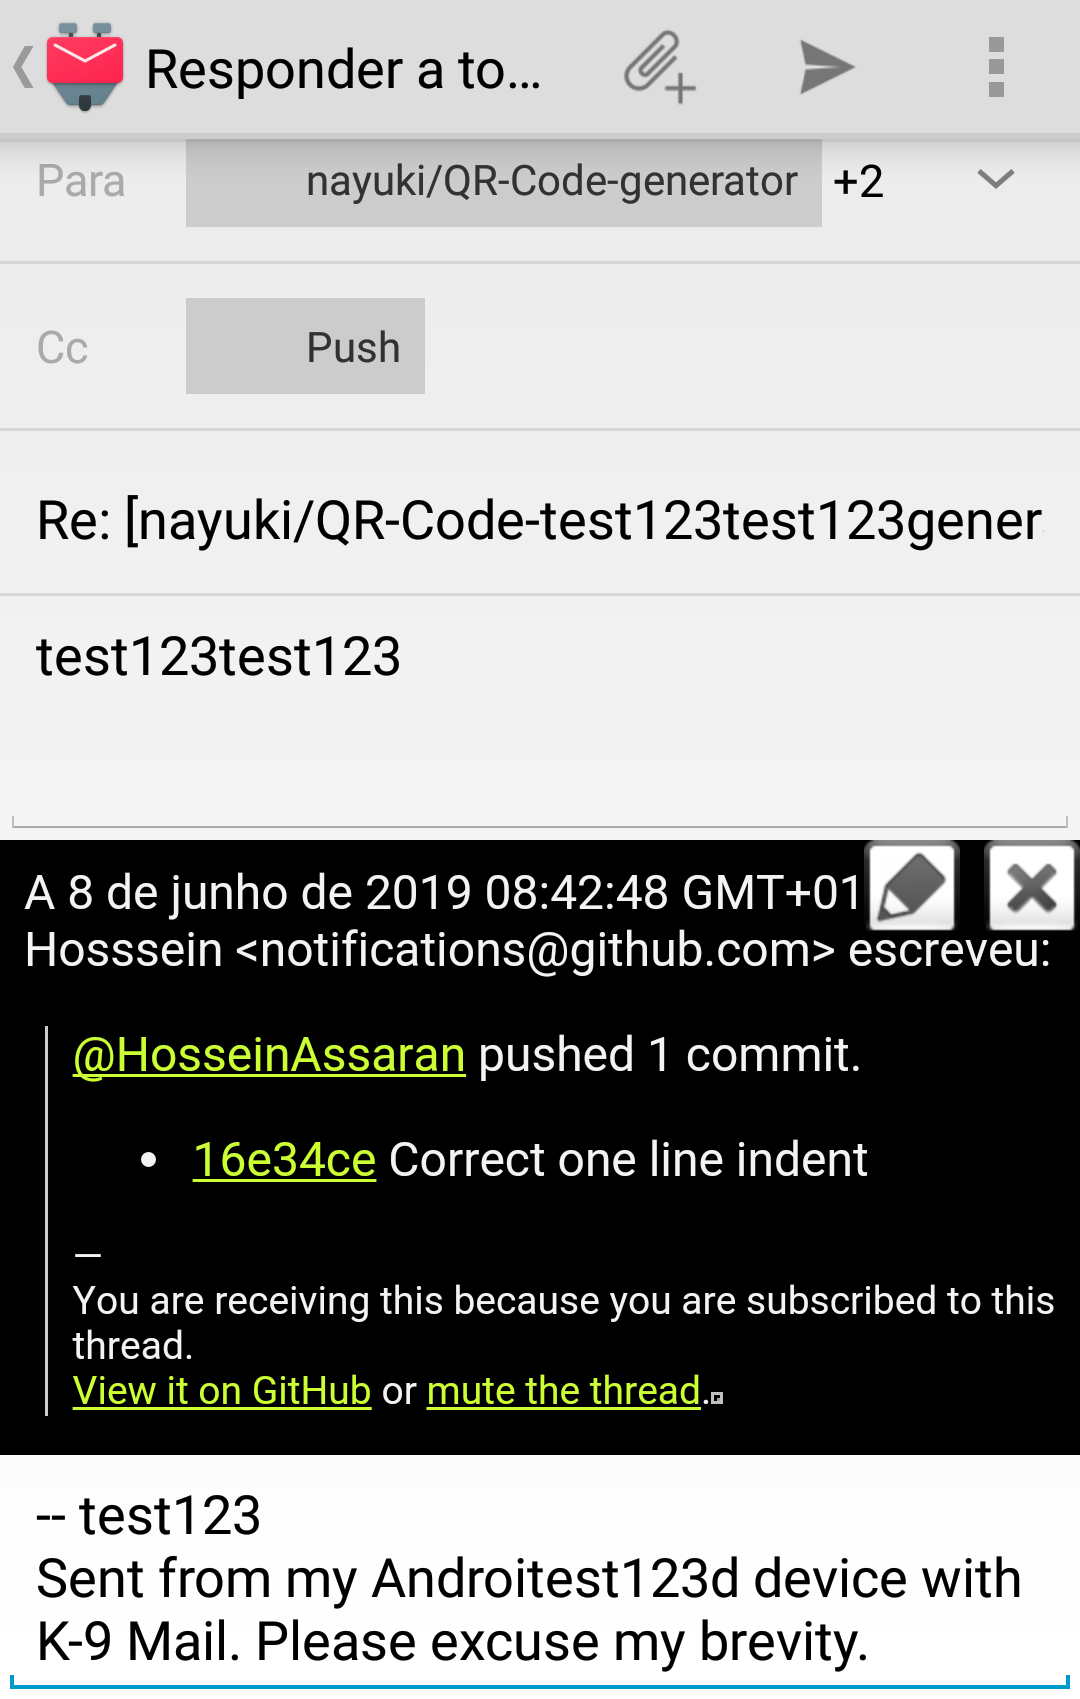 Responder a to...
Para nayuki/QR-Code-generator +2
Cc Push
Re: [nayuki/QR-Code-test123test123gener
test123test123
A 8 de junho de 2019 08:42:48 GMT+01
Hosssein <notifications@github.com> escreveu:
@HosseinAssaran pushed 1 commit.
• 16e34ce Correct one line indent
—
You are receiving this because you are subscribed to this
thread.
View it on GitHub or mute the thread.
-- test123
Sent from my Androitest123d device with
K-9 Mail. Please excuse my brevity.